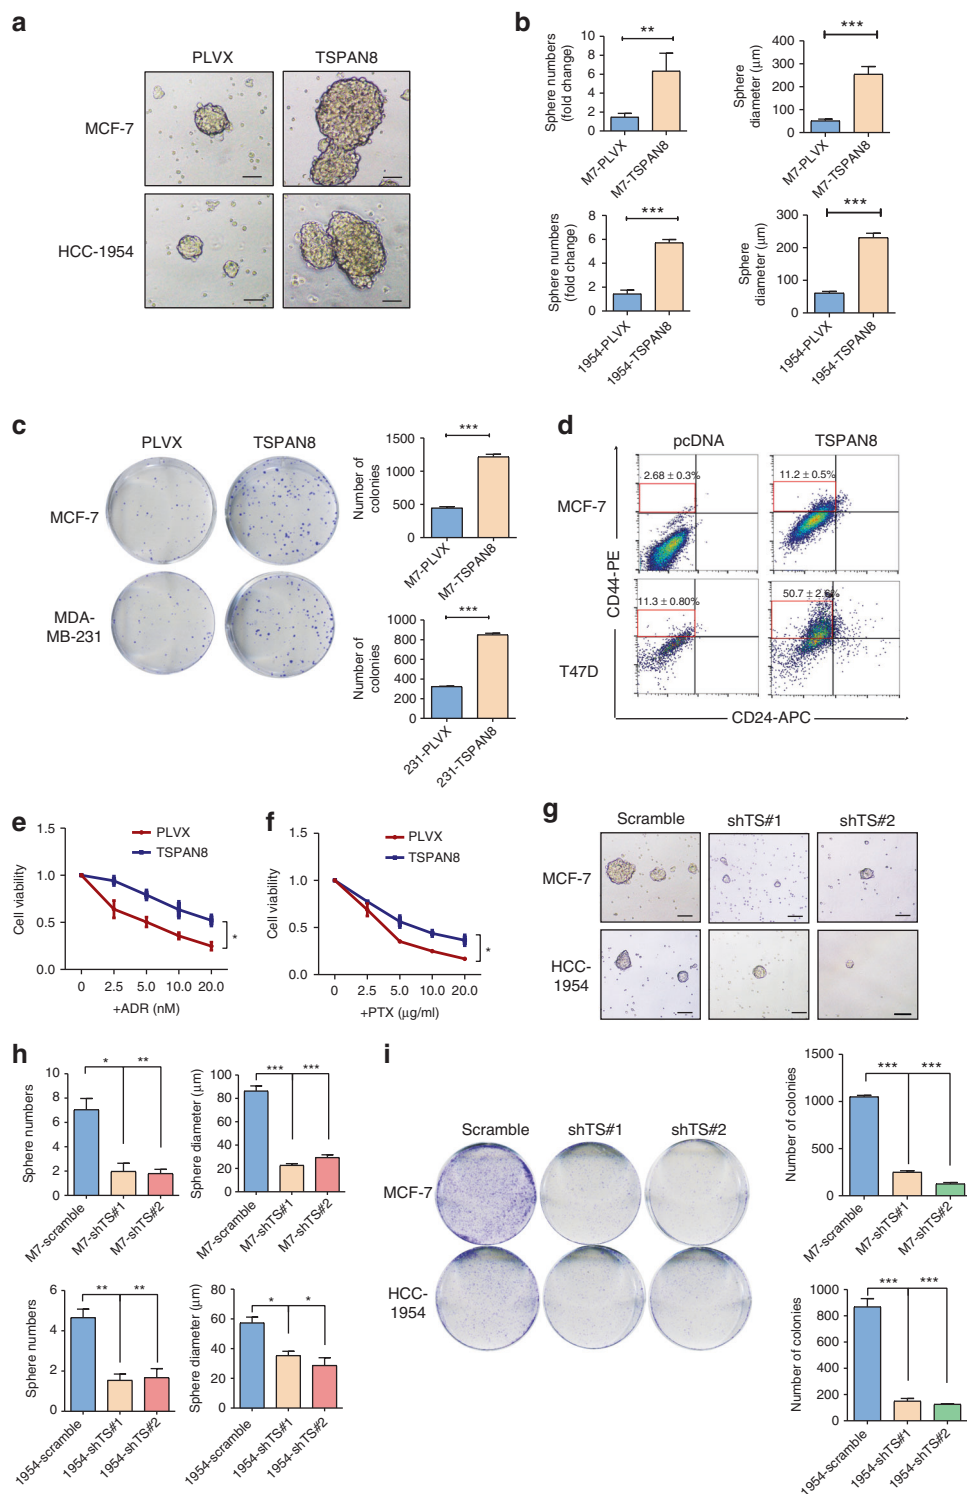 a
PLVX
TSPAN8
MCF-7
HCC-1954
b
Sphere numbers
(fold change)
8
6
4
2
0
**
M7-PLVX
M7-TSPAN8
Sphere
diameter (μm)
400
300
200
100
0
***
M7-PLVX
M7-TSPAN8
Sphere numbers
(fold change)
8
6
4
2
0
***
1954-PLVX
1954-TSPAN8
Sphere
diameter (μm)
300
200
100
0
***
1954-PLVX
1954-TSPAN8
c
PLVX
TSPAN8
MCF-7
MDA-
MB-231
Number of
colonies
1500
1000
500
0
***
M7-PLVX
M7-TSPAN8
Number of
colonies
1000
800
600
400
200
0
***
231-PLVX
231-TSPAN8
d
pcDNA
TSPAN8
MCF-7
2.68 ± 0.3%
11.2 ± 0.5%
CD44-PE
T47D
11.3 ± 0.80%
50.7 ± 2.6%
CD24-APC
e
Cell viability
1.5
1.0
0.5
0.0
PLVX
TSPAN8
*
0 2.5 5.0 10.0 20.0
+ADR (nM)
f
Cell viability
1.5
1.0
0.5
0.0
PLVX
TSPAN8
*
0 2.5 5.0 10.0 20.0
+PTX (μg/ml)
g
Scramble
shTS#1
shTS#2
MCF-7
HCC-
1954
h
Sphere numbers
8
6
4
2
0
* **
M7-scramble
M7-shTS#1
M7-shTS#2
Sphere diameter (μm)
100
80
60
40
20
0
*** ***
M7-scramble
M7-shTS#1
M7-shTS#2
Sphere numbers
6
4
2
0
** **
1954-scramble
1954-shTS#1
1954-shTS#2
Sphere diameter (μm)
80
60
40
20
0
* *
1954-scramble
1954-shTS#1
1954-shTS#2
i
Scramble
shTS#1
shTS#2
MCF-7
HCC-
1954
Number of colonies
1500
1000
500
0
*** ***
M7-scramble
M7-shTS#1
M7-shTS#2
Number of colonies
1000
800
600
400
200
0
*** ***
1954-scramble
1954-shTS#1
1954-shTS#2